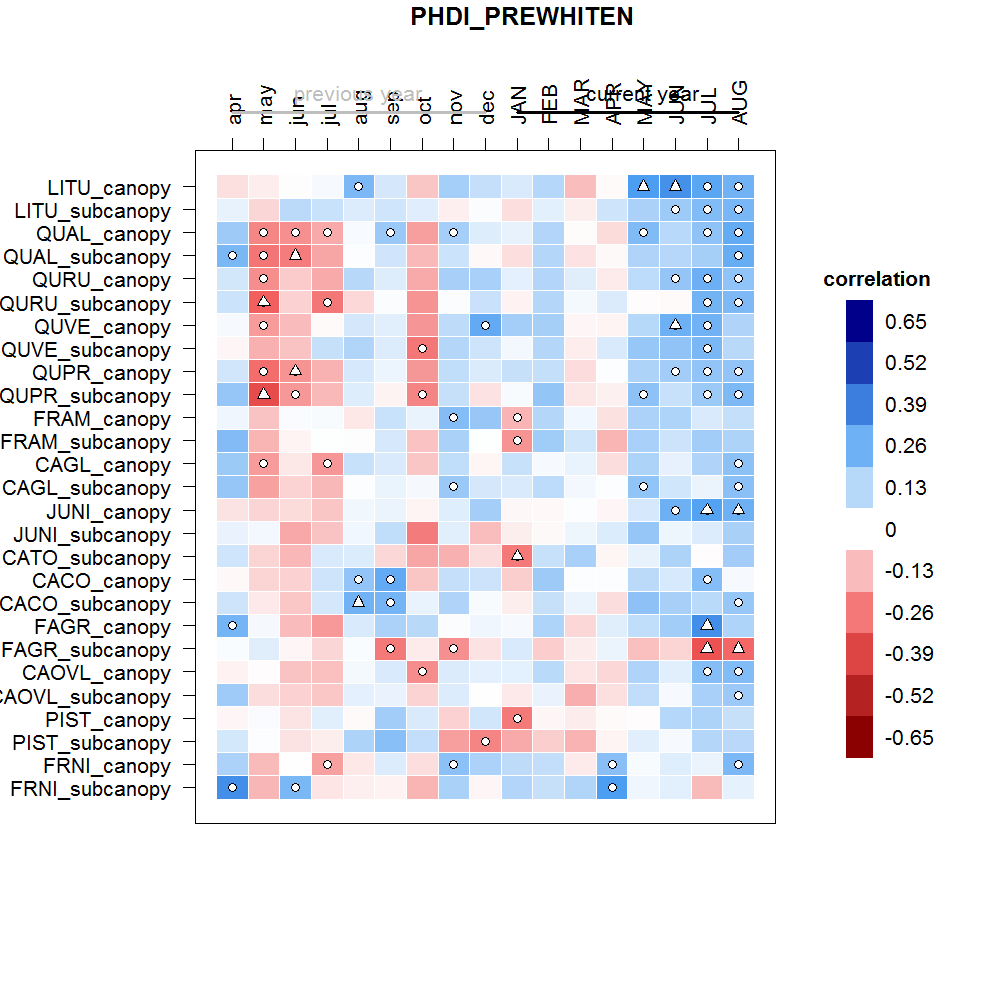 PHDI_PREWHITEN
previous year
current year
apr
may
jun
jul
aug
sep
oct
nov
dec
JAN
FEB
MAR
APR
MAY
JUN
JUL
AUG
LITU_canopy
LITU_subcanopy
QUAL_canopy
QUAL_subcanopy
QURU_canopy
QURU_subcanopy
QUVE_canopy
QUVE_subcanopy
QUPR_canopy
QUPR_subcanopy
FRAM_canopy
FRAM_subcanopy
CAGL_canopy
CAGL_subcanopy
JUNI_canopy
JUNI_subcanopy
CATO_subcanopy
CACO_canopy
CACO_subcanopy
FAGR_canopy
FAGR_subcanopy
CAOVL_canopy
CAOVL_subcanopy
PIST_canopy
PIST_subcanopy
FRNI_canopy
FRNI_subcanopy
correlation
0.65
0.52
0.39
0.26
0.13
0
-0.13
-0.26
-0.39
-0.52
-0.65